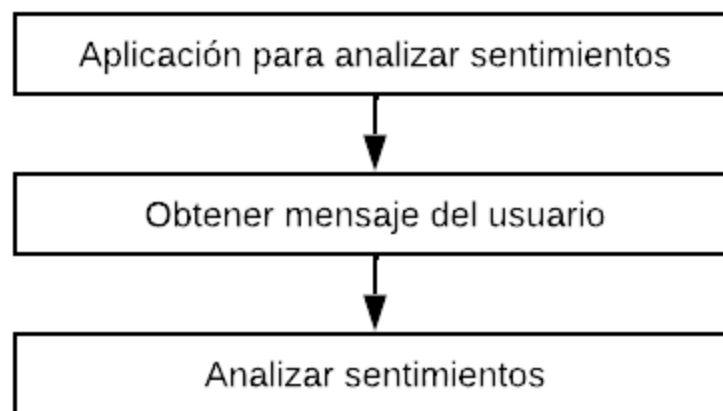 Aplicación para analizar sentimientos
Obtener mensaje del usuario
Analizar sentimientos